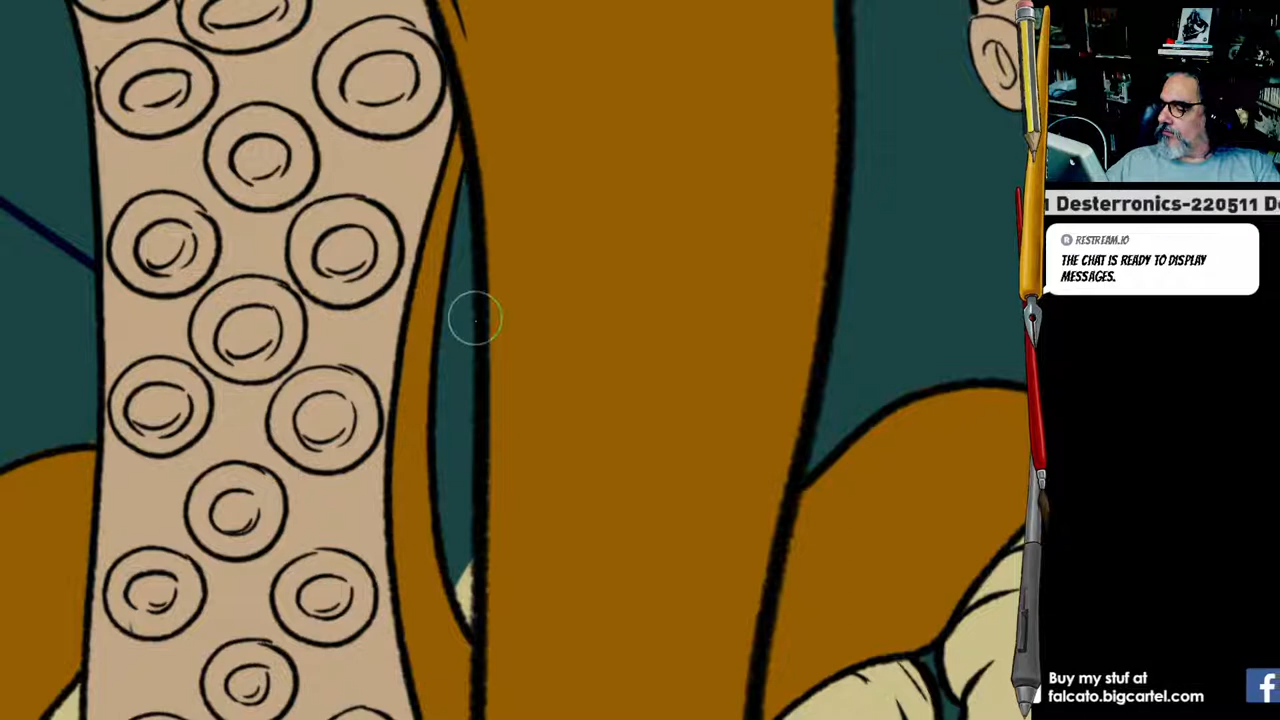 1 Desterronics-220511 De
RESTREAM.IO
THE CHAT IS READY TO DISPLAY
MESSAGES.
Buy my stuf at
falcato.bigcartel.com